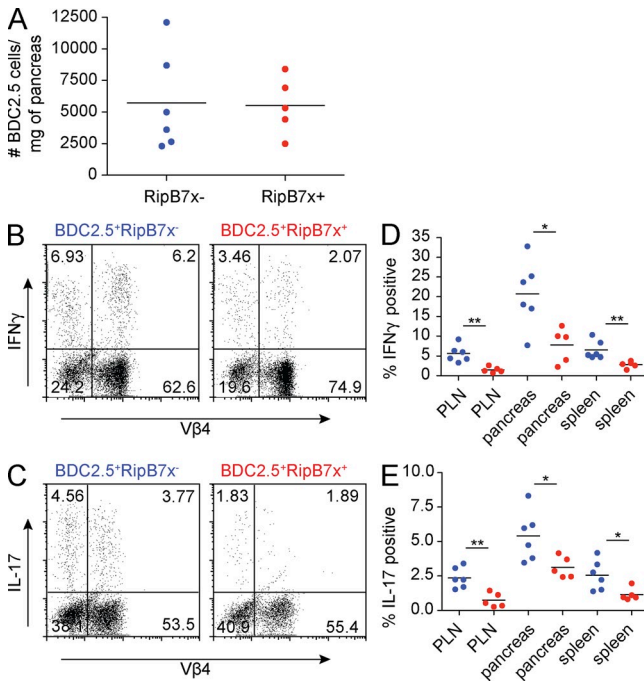 A
# BDC2.5 cells/
mg of pancreas
12500
10000
7500
5000
2500
0
RipB7x-
RipB7x+
B
BDC2.5⁺RipB7x⁻
BDC2.5⁺RipB7x⁺
6.93
6.2
3.46
2.07
24.2
62.6
19.6
74.9
IFNγ
Vβ4
C
BDC2.5⁺RipB7x⁻
BDC2.5⁺RipB7x⁺
4.56
3.77
1.83
1.89
53.5
40.9
55.4
IL-17
Vβ4
D
% IFNγ positive
35
30
25
20
15
10
5
0
**
*
**
PLN
PLN
pancreas
pancreas
spleen
spleen
E
% IL-17 positive
10.0
7.5
5.0
2.5
0.0
**
*
*
PLN
PLN
pancreas
pancreas
spleen
spleen